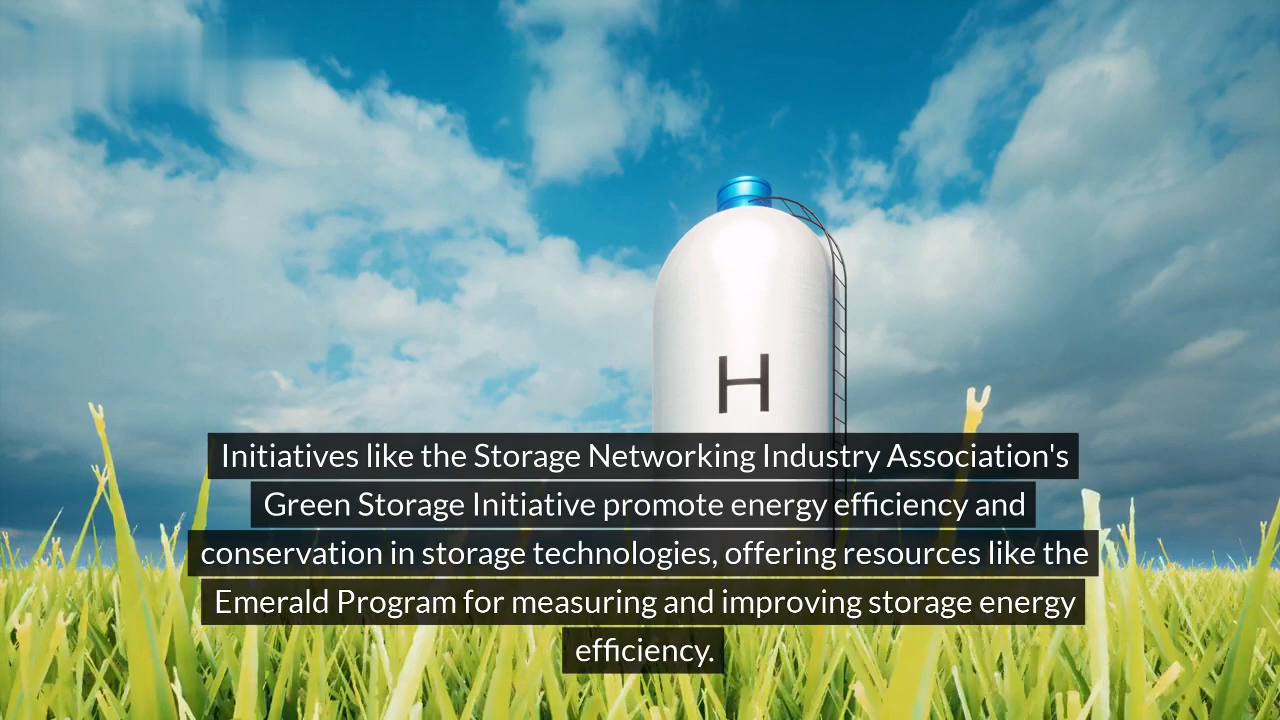 H
Initiatives like the Storage Networking Industry Association's
Green Storage Initiative promote energy efficiency and
conservation in storage technologies, offering resources like the
Emerald Program for measuring and improving storage energy
efficiency.